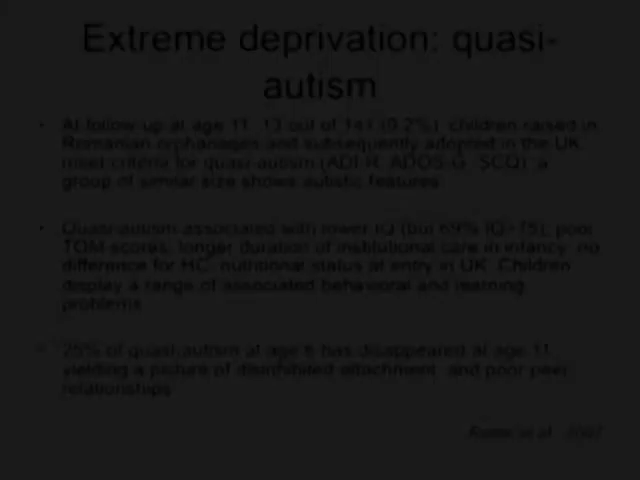 Extreme deprivation: quasi-
autism
• At follow up at age 11, 13 out of 141 (9.2%) children raised in
Romanian orphanages and subsequently adopted in the UK
meet criteria for quasi-autism (ADI-R, ADOS-G, SCQ); a
group of similar size shows autistic features
• Quasi-autism associated with lower IQ (but 69% IQ>75), poor
TOM scores, longer duration of institutional care in infancy, no
difference for HC, nutritional status at entry in UK. Children
display a range of associated behavioral and learning
problems
• 25% of quasi-autism at age 6 has disappeared at age 11
yielding a picture of disinhibited attachment, and poor peer
relationships
et al., 2007